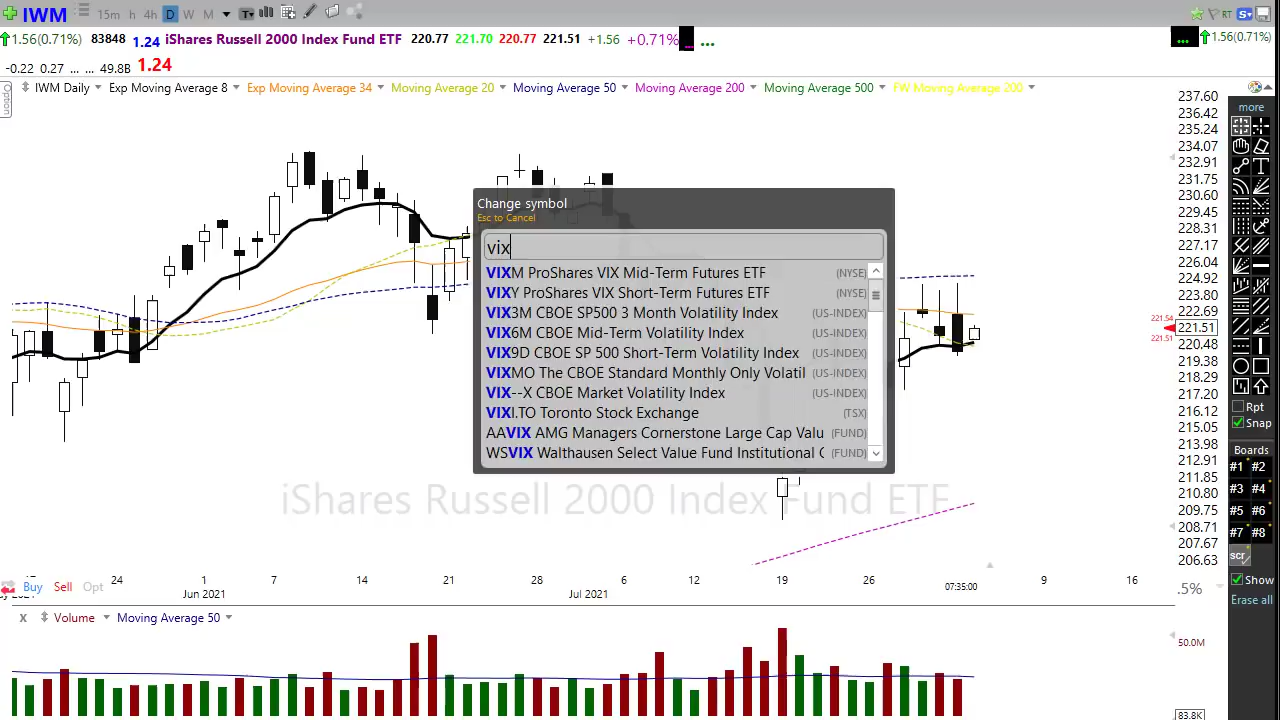 IWM 15m h 4h D W M T RT S
1.56(0.71%) 83848 1.24 iShares Russell 2000 Index Fund ETF 220.77 221.70 220.77 221.51 +1.56 +0.71% ... ... 1.56(0.71%)
-0.22 0.27 ... ... 49.8B 1.24
Option
IWM Daily Exp Moving Average 8 Exp Moving Average 34 Moving Average 20 Moving Average 50 Moving Average 200 Moving Average 500 FW Moving Average 200
237.60
236.42
235.24
234.07
232.91
231.75
230.60
229.45
228.31
227.17
226.04
224.92
223.80
222.69
221.54
221.51
221.51
220.48
219.38
218.29
217.20
216.12
215.05
213.98
212.91
211.85
210.80
209.75
208.71
207.67
206.63
more
Rpt
Snap
Boards
#1 #2
#3 #4
#5 #6
#7 #8
scr
Show
Erase all
Change symbol
Esc to Cancel
vix
VIXM ProShares VIX Mid-Term Futures ETF (NYSE)
VIXY ProShares VIX Short-Term Futures ETF (NYSE)
VIX3M CBOE SP500 3 Month Volatility Index (US-INDEX)
VIX6M CBOE Mid-Term Volatility Index (US-INDEX)
VIX9D CBOE SP 500 Short-Term Volatility Index (US-INDEX)
VIXMO The CBOE Standard Monthly Only Volatil (US-INDEX)
VIX--X CBOE Market Volatility Index (US-INDEX)
VIXI.TO Toronto Stock Exchange (TSX)
AAVIX AMG Managers Cornerstone Large Cap Valu (FUND)
WSVIX Walthausen Select Value Fund Institutional (FUND)
iShares Russell 2000 Index Fund ETF
24 1 7 14 21 28 6 12 19 26 07:35:00 9 16
Buy Sell Opt .5%
2021 Jun 2021 Jul 2021
X Volume Moving Average 50
50.0M
83.8K